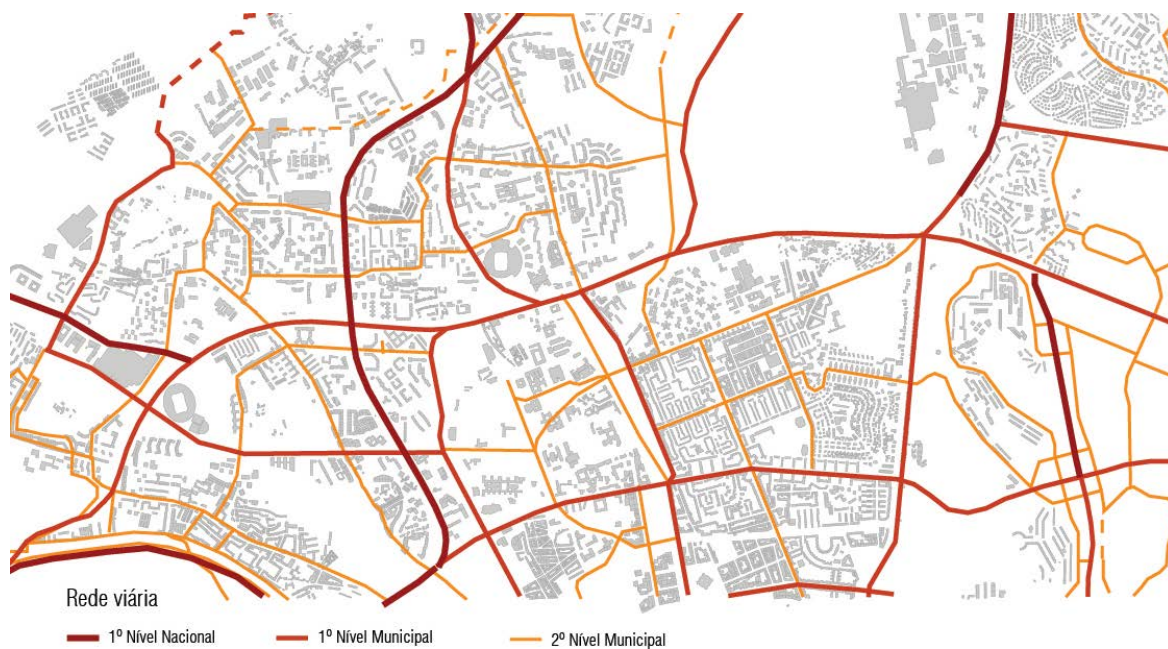 Rede viária
1º Nível Nacional
1º Nível Municipal
2º Nível Municipal